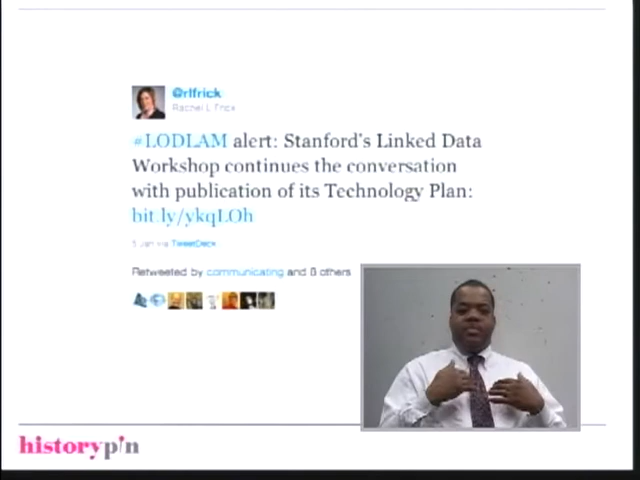 @rlfrick
Rachel L Frick
#LODLAM alert: Stanford's Linked Data
Workshop continues the conversation
with publication of its Technology Plan:
bit.ly/ykqLOh
5 Jan via TweetDeck
Retweeted by communicating and 6 others
historypin